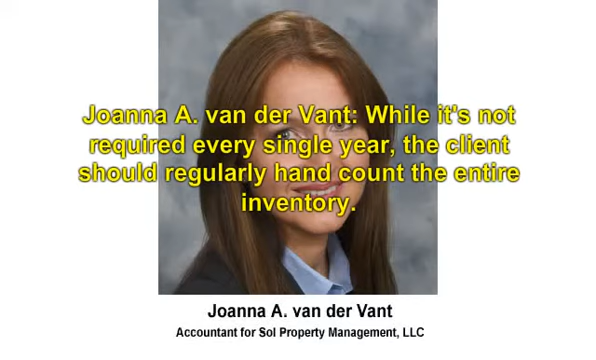 Joanna A. van der Vant: While it's not
required every single year, the client
should regularly hand count the entire
inventory.
Joanna A. van der Vant
Accountant for Sol Property Management, LLC